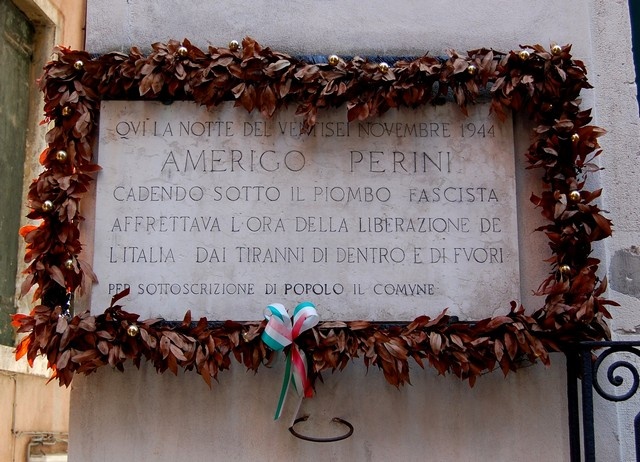 QVI LA NOTTE DEL VENTISEI NOVEMBRE 1944
AMERIGO PERINI
CADENDO SOTTO IL PIOMBO FASCISTA
AFFRETTAVA L'ORA DELLA LIBERAZIONE DE
L'ITALIA DAI TIRANNI DI DENTRO E DI FVORI
PER SOTTOSCRIZIONE DI POPOLO IL COMVNE